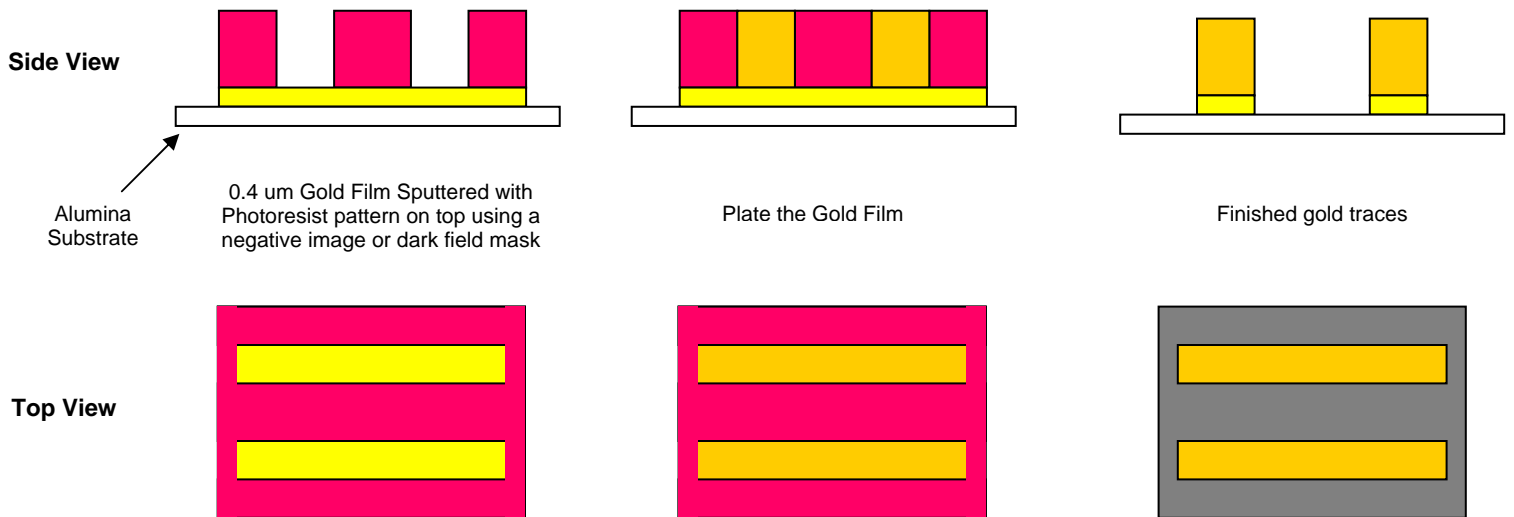 Side View
Alumina
Substrate
0.4 um Gold Film Sputtered with
Photoresist pattern on top using a
negative image or dark field mask
Plate the Gold Film
Finished gold traces
Top View